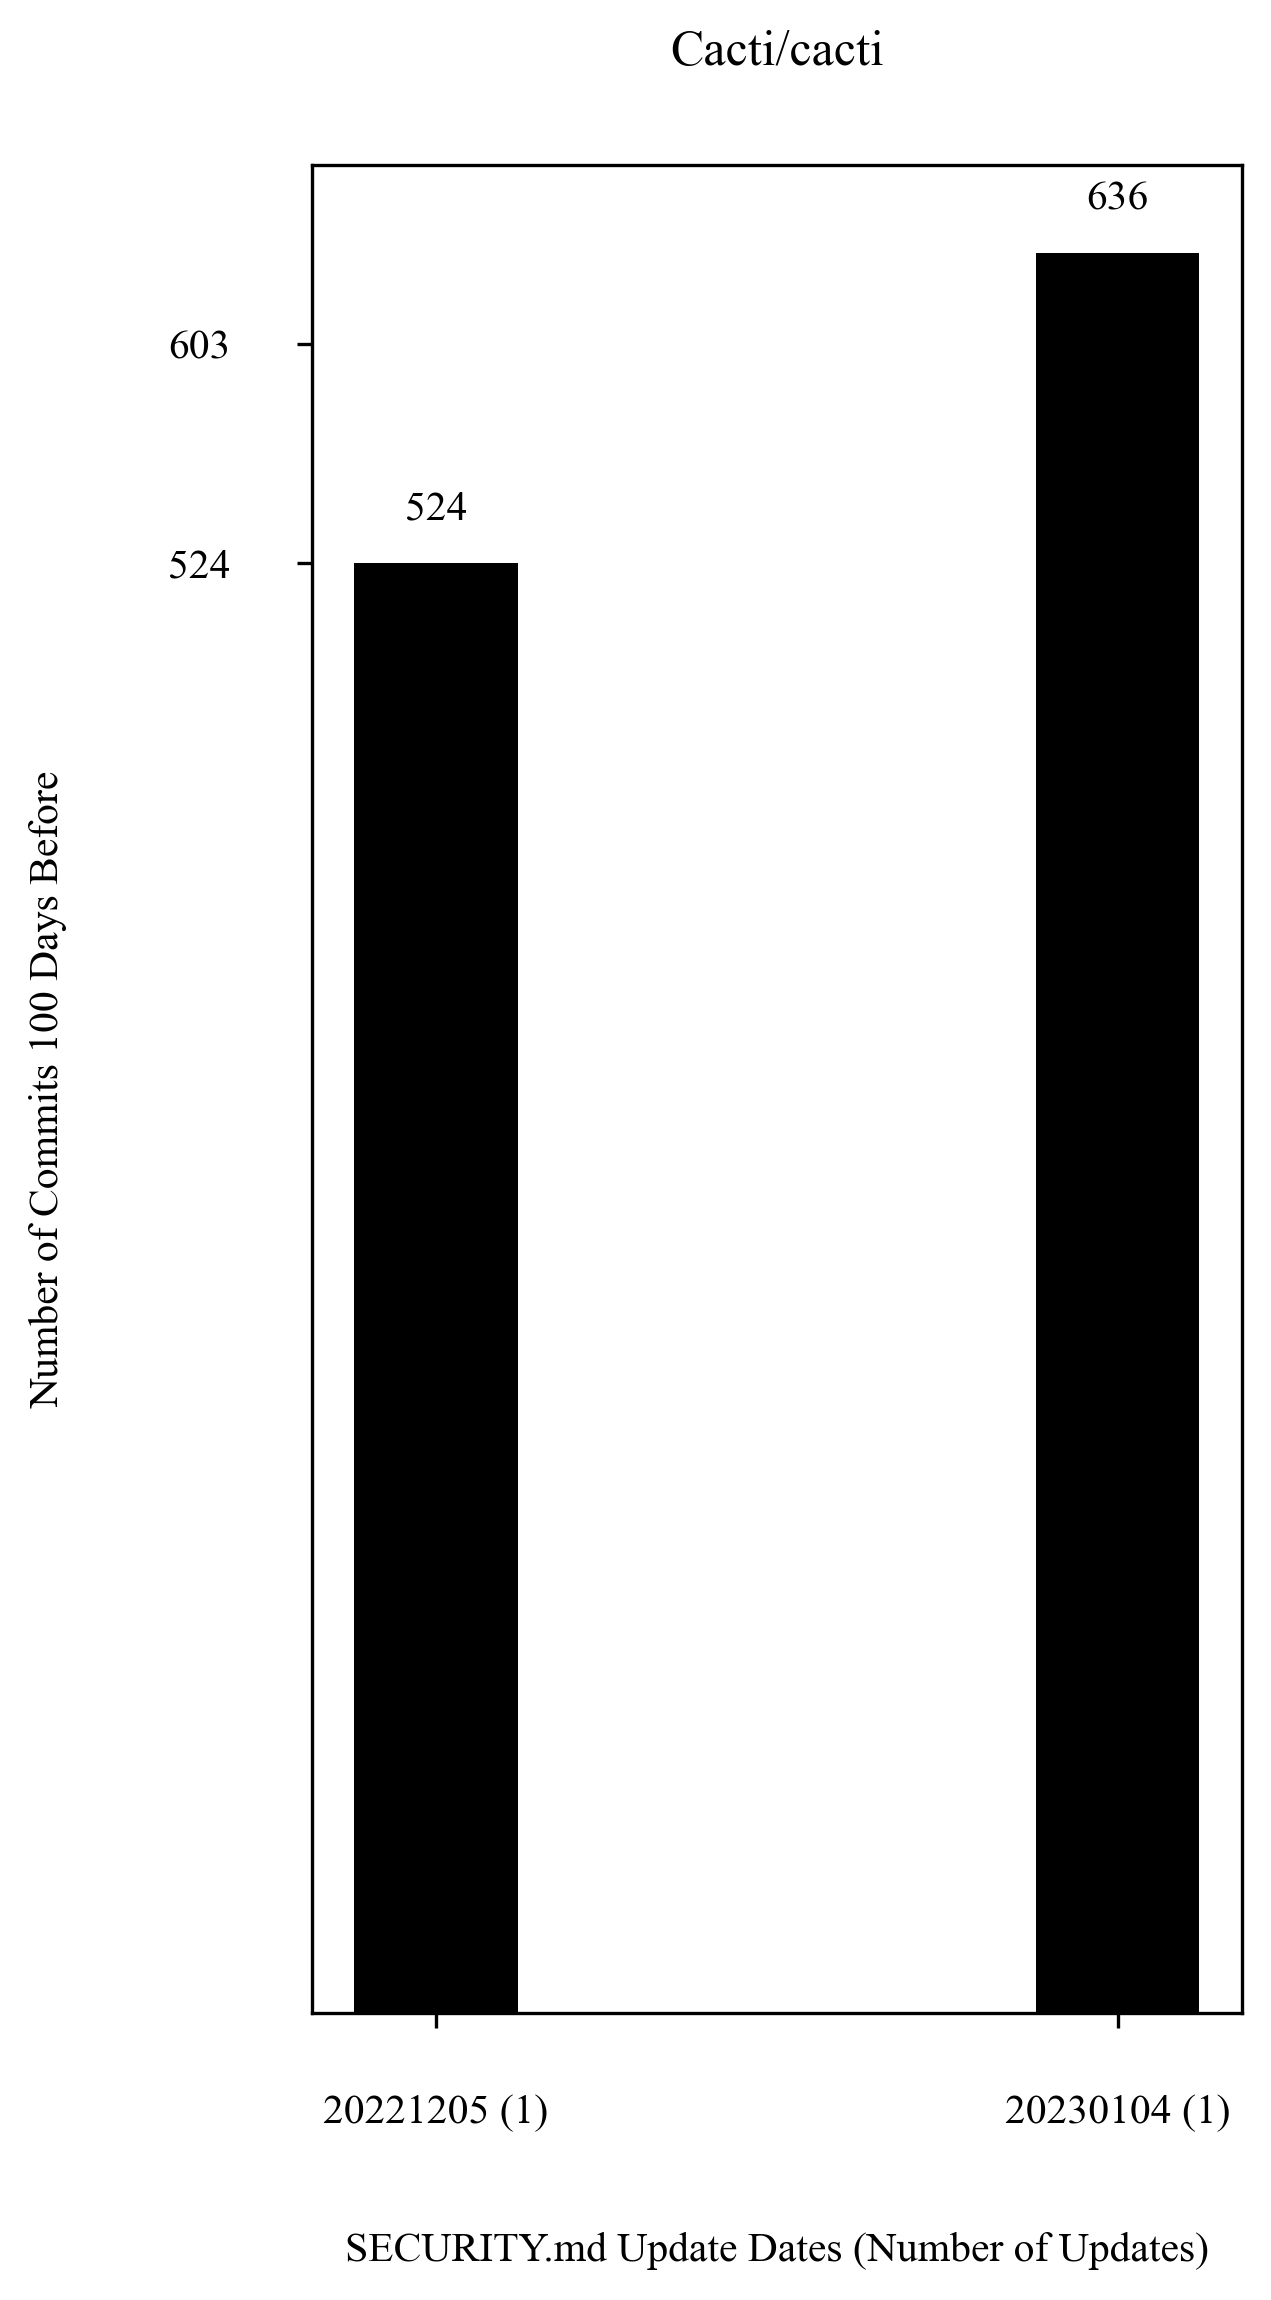 Cacti/cacti
636
603
524
524
Number of Commits 100 Days Before
20221205 (1)
20230104 (1)
SECURITY.md Update Dates (Number of Updates)